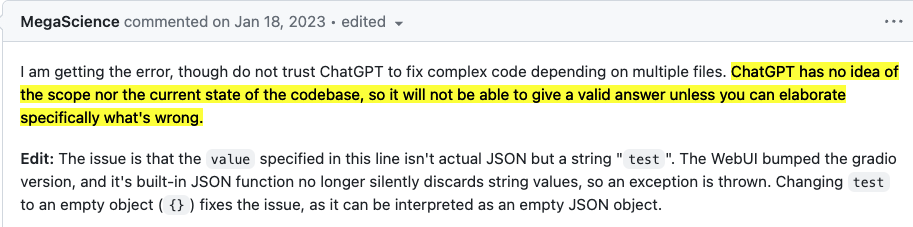 MegaScience commented on Jan 18, 2023 • edited
I am getting the error, though do not trust ChatGPT to fix complex code depending on multiple files. ChatGPT has no idea of
the scope nor the current state of the codebase, so it will not be able to give a valid answer unless you can elaborate
specifically what's wrong.
Edit: The issue is that the value specified in this line isn't actual JSON but a string "test". The WebUI bumped the gradio
version, and it's built-in JSON function no longer silently discards string values, so an exception is thrown. Changing test
to an empty object ({}) fixes the issue, as it can be interpreted as an empty JSON object.